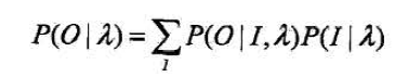 P(O | λ) = ∑_I P(O | I, λ)P(I | λ)